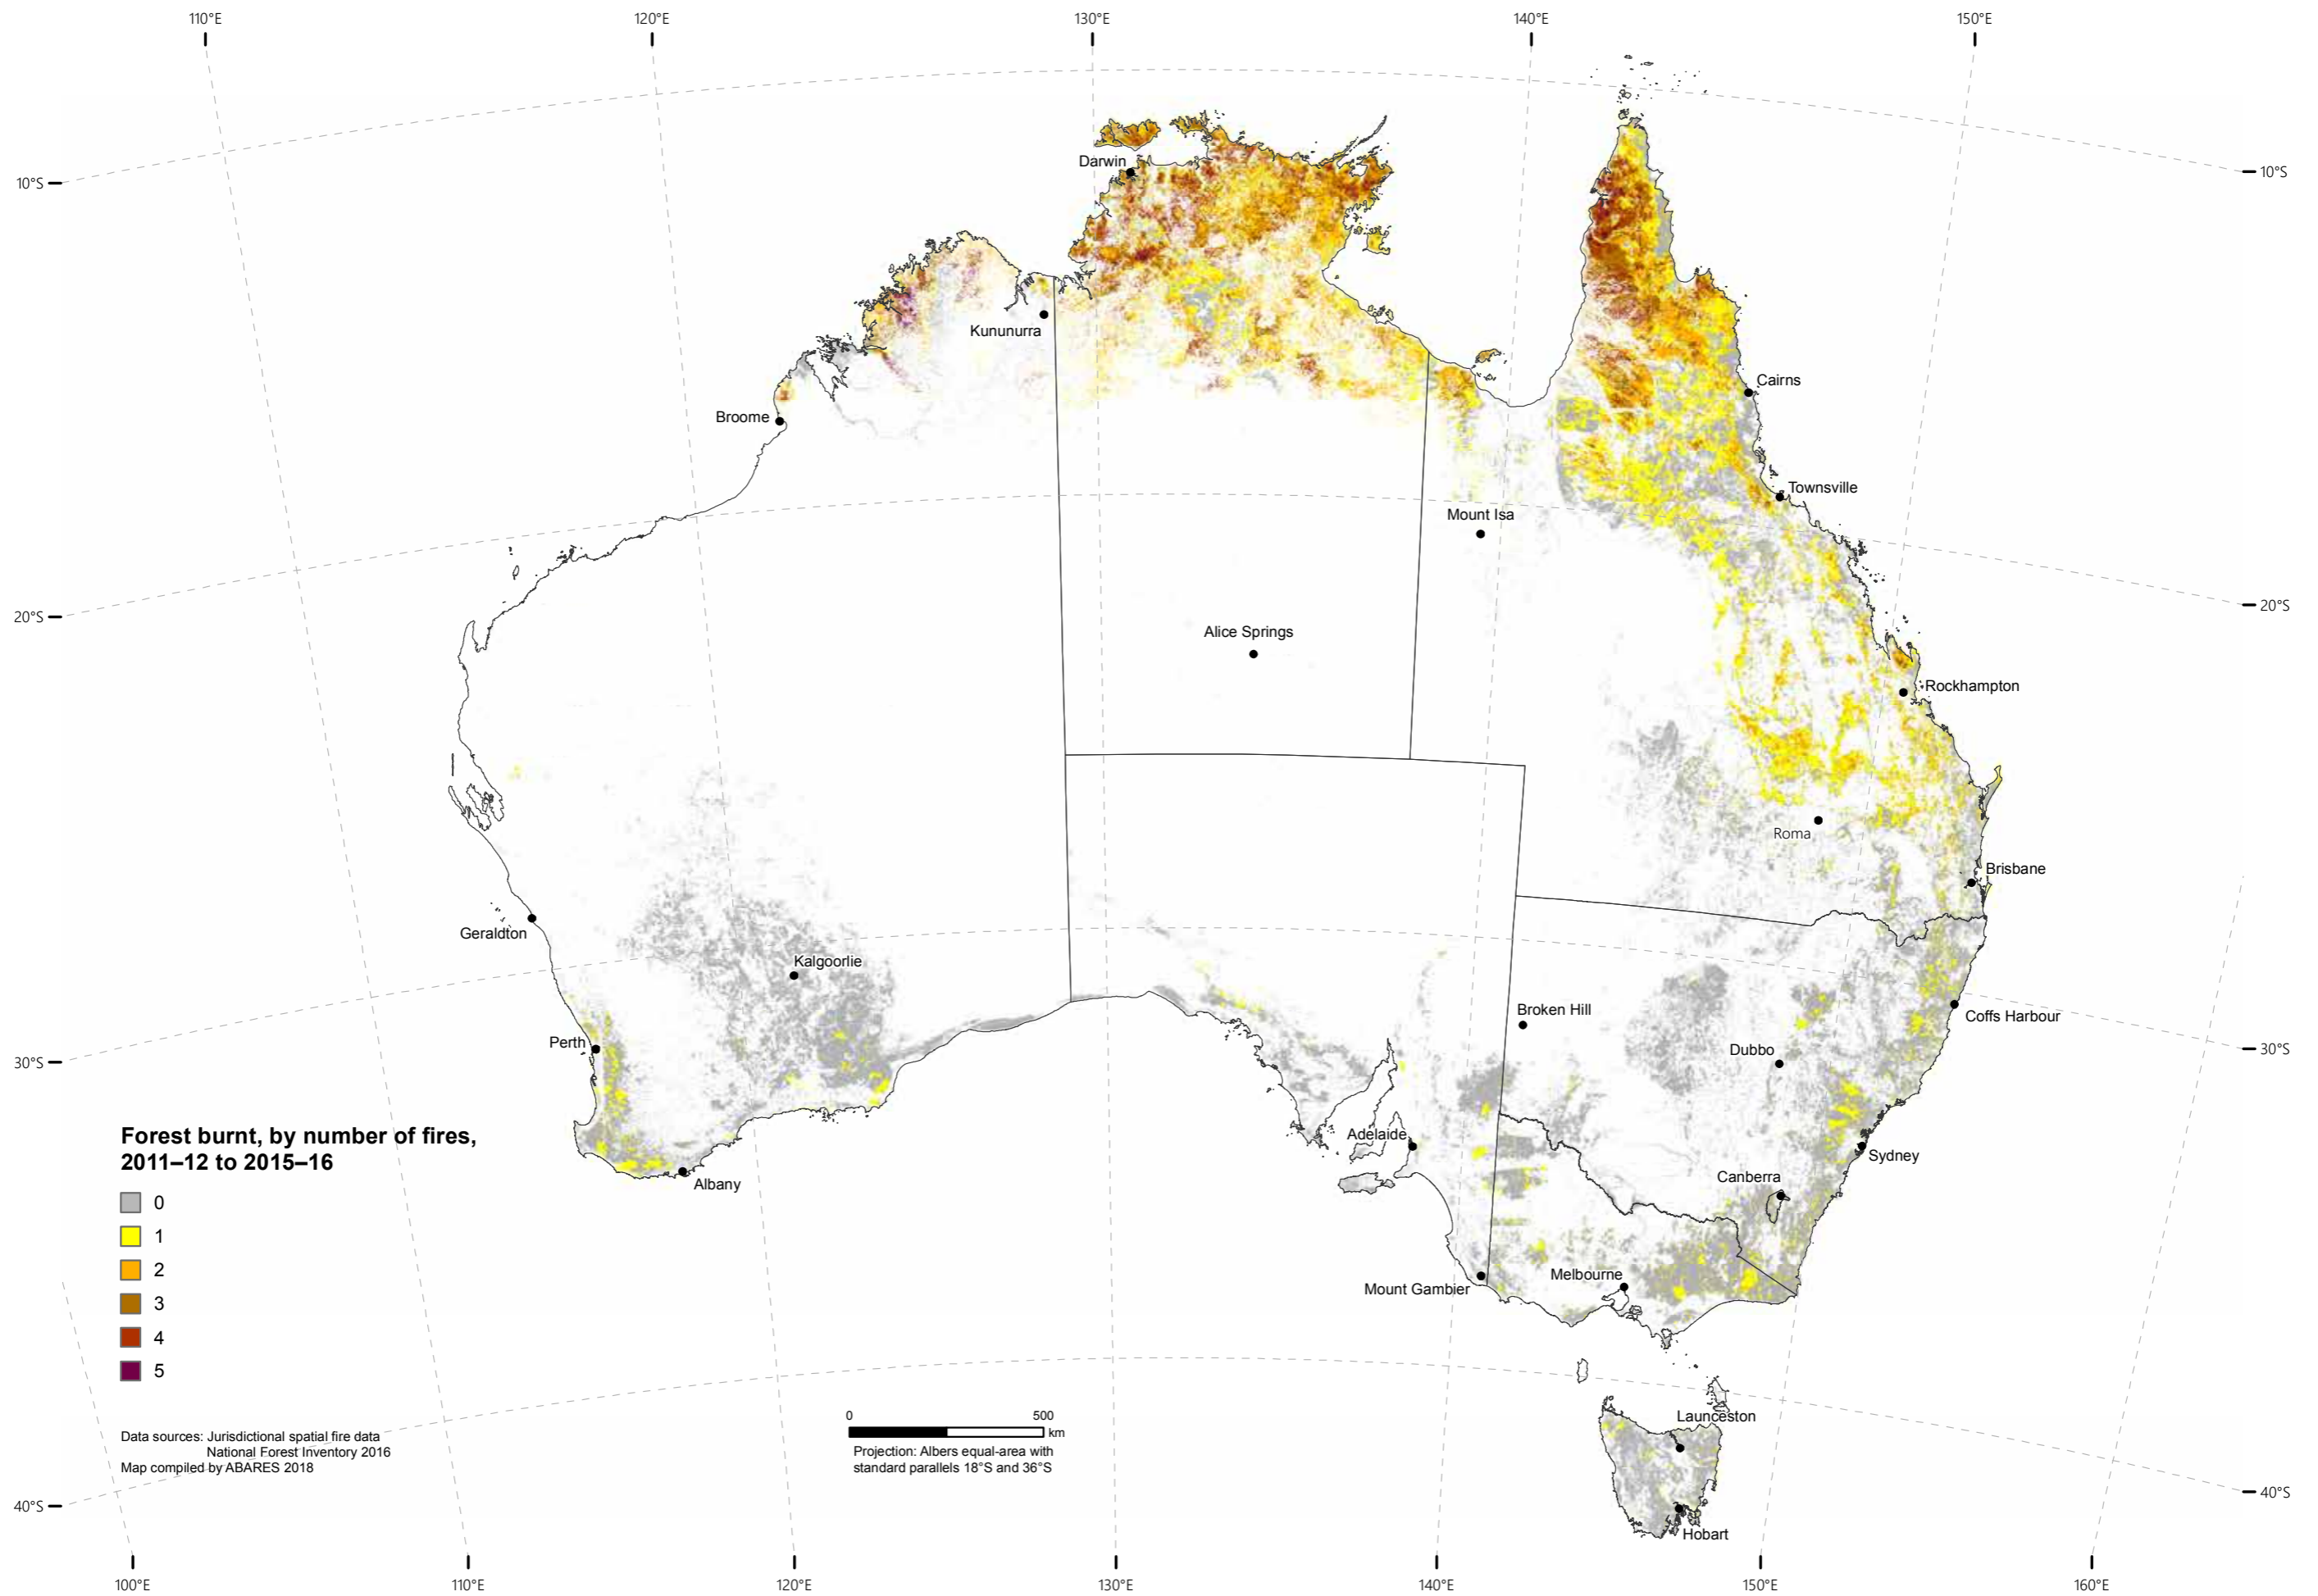 110°E
120°E
130°E
140°E
150°E
10°S
10°S
Darwin
Kununurra
Cairns
Broome
Townsville
Mount Isa
20°S
20°S
Alice Springs
Rockhampton
Roma
Brisbane
Geraldton
Kalgoorlie
Broken Hill
Coffs Harbour
Perth
Dubbo
30°S
30°S
Forest burnt, by number of fires,
2011–12 to 2015–16
Adelaide
Sydney
Albany
Canberra
0
1
2
3
4
5
Mount Gambier
Melbourne
Launceston
Hobart
0 500
km
Projection: Albers equal-area with
standard parallels 18°S and 36°S
Data sources: Jurisdictional spatial fire data
National Forest Inventory 2016
Map compiled by ABARES 2018
40°S
40°S
100°E
110°E
120°E
130°E
140°E
150°E
160°E